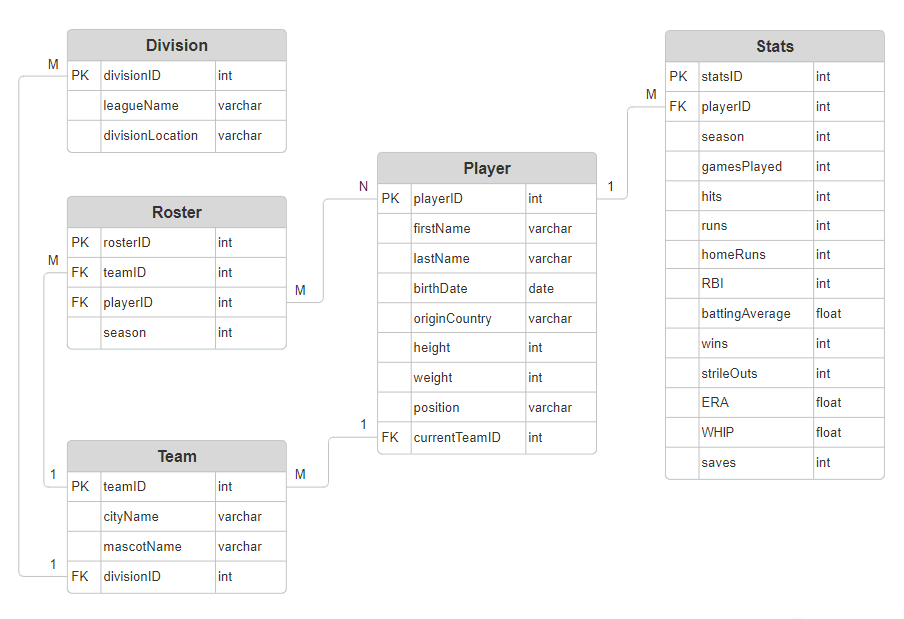 Division
M
PK divisionID int
leagueName varchar
divisionLocation varchar
Roster
PK rosterID int
M
FK teamID int
FK playerID int
M
season int
Team
1
PK teamID int
M
cityName varchar
mascotName varchar
1
FK divisionID int
Player
N
PK playerID int
1
firstName varchar
lastName varchar
birthDate date
originCountry varchar
height int
weight int
position varchar
1
FK currentTeamID int
Stats
PK statsID int
M
FK playerID int
season int
gamesPlayed int
hits int
runs int
homeRuns int
RBI int
battingAverage float
wins int
strileOuts int
ERA float
WHIP float
saves int